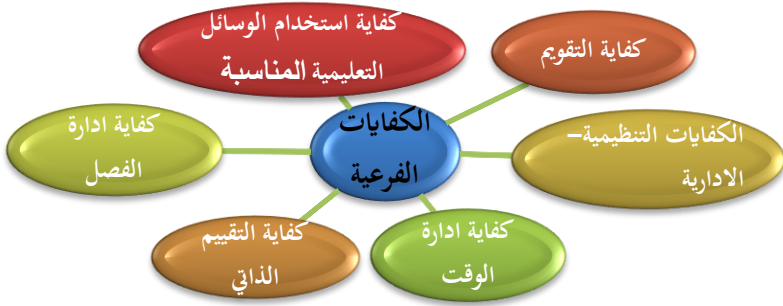 كفاية استخدام الوسائل
التعليمية المناسبة
كفاية التقويم
الكفايات التنظيمية–
الادارية
كفاية ادارة
الوقت
كفاية التقييم
الذاتي
كفاية ادارة
الفصل
الكفايات
الفرعية